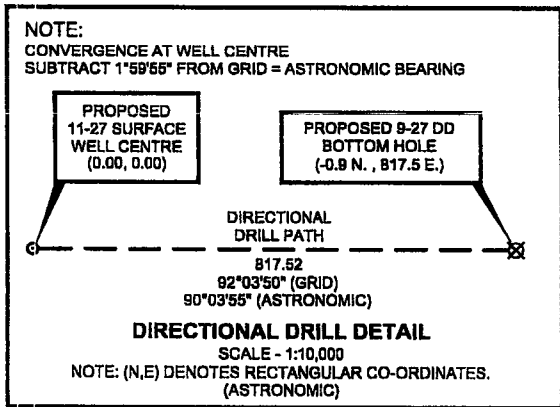 NOTE:
CONVERGENCE AT WELL CENTRE
SUBTRACT 1°59'55" FROM GRID = ASTRONOMIC BEARING
PROPOSED
11-27 SURFACE
WELL CENTRE
(0.00, 0.00)
PROPOSED 9-27 DD
BOTTOM HOLE
(-0.9 N. , 817.5 E.)
DIRECTIONAL
DRILL PATH
817.52
92°03'50" (GRID)
90°03'55" (ASTRONOMIC)
DIRECTIONAL DRILL DETAIL
SCALE - 1:10,000
NOTE: (N,E) DENOTES RECTANGULAR CO-ORDINATES.
(ASTRONOMIC)